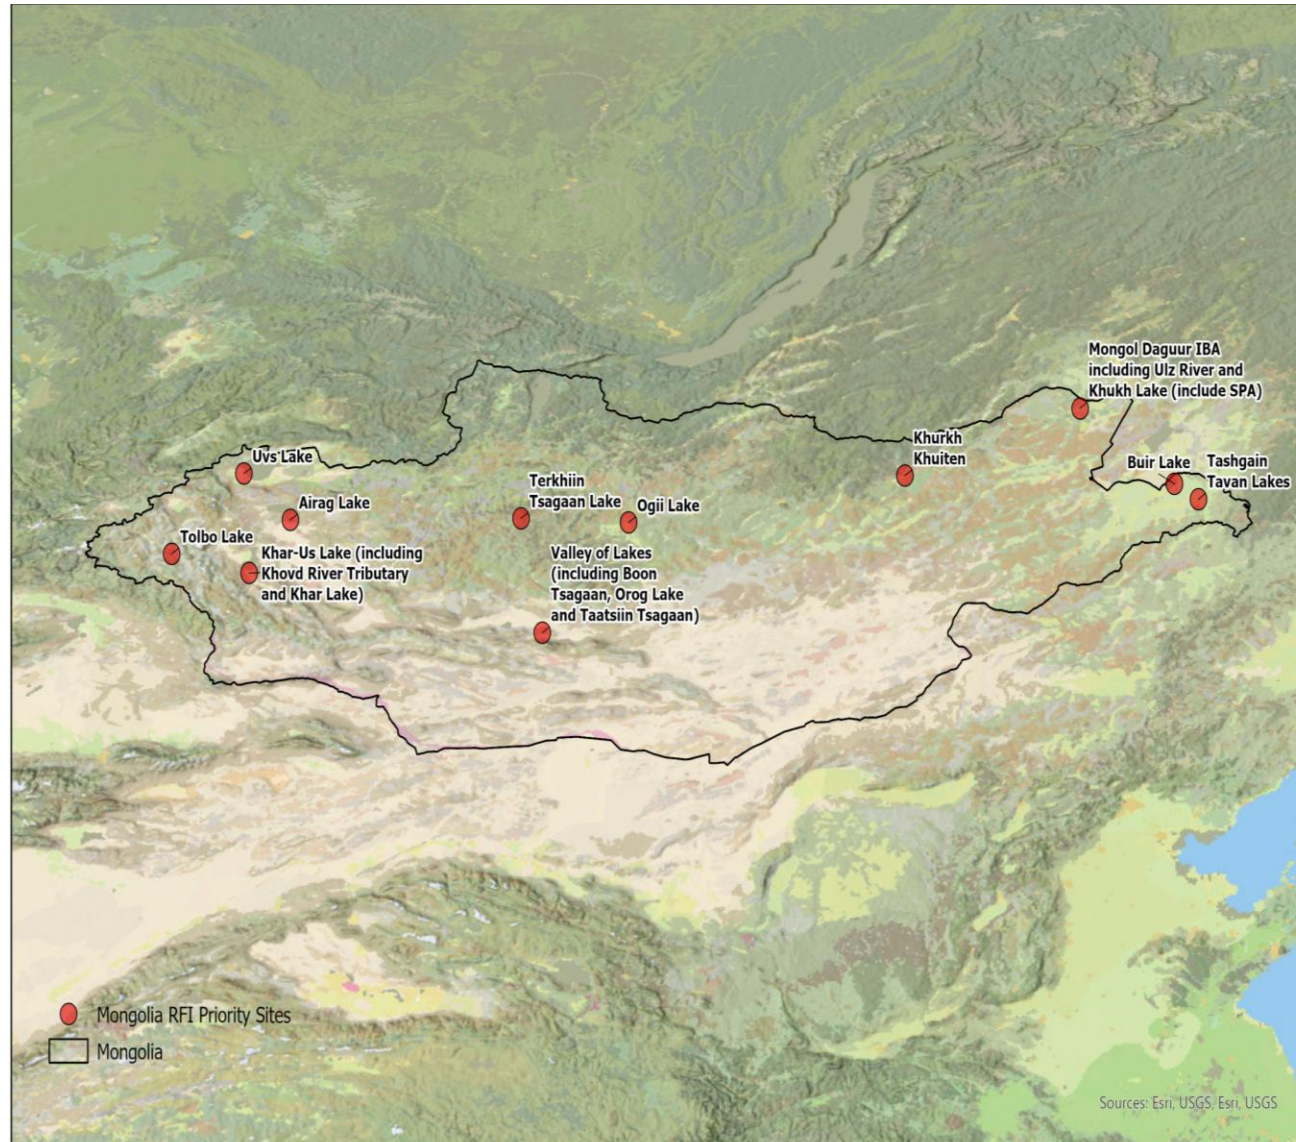 Mongol Daguur IBA
including Ulz River and
Khukh Lake (include SPA)
Khurkh
Khuiten
Buir Lake
Tashgain
Tavan Lakes
Uvs Lake
Terkhiin
Tsagaan Lake
Airag Lake
Ogii Lake
Tolbo Lake
Khar-Us Lake (including
Khovd River Tributary
and Khar Lake)
Valley of Lakes
(including Boon
Tsagaan, Orog Lake
and Taatsiin Tsagaan)
Mongolia RFI Priority Sites
Mongolia
Sources: Esri, USGS, Esri, USGS